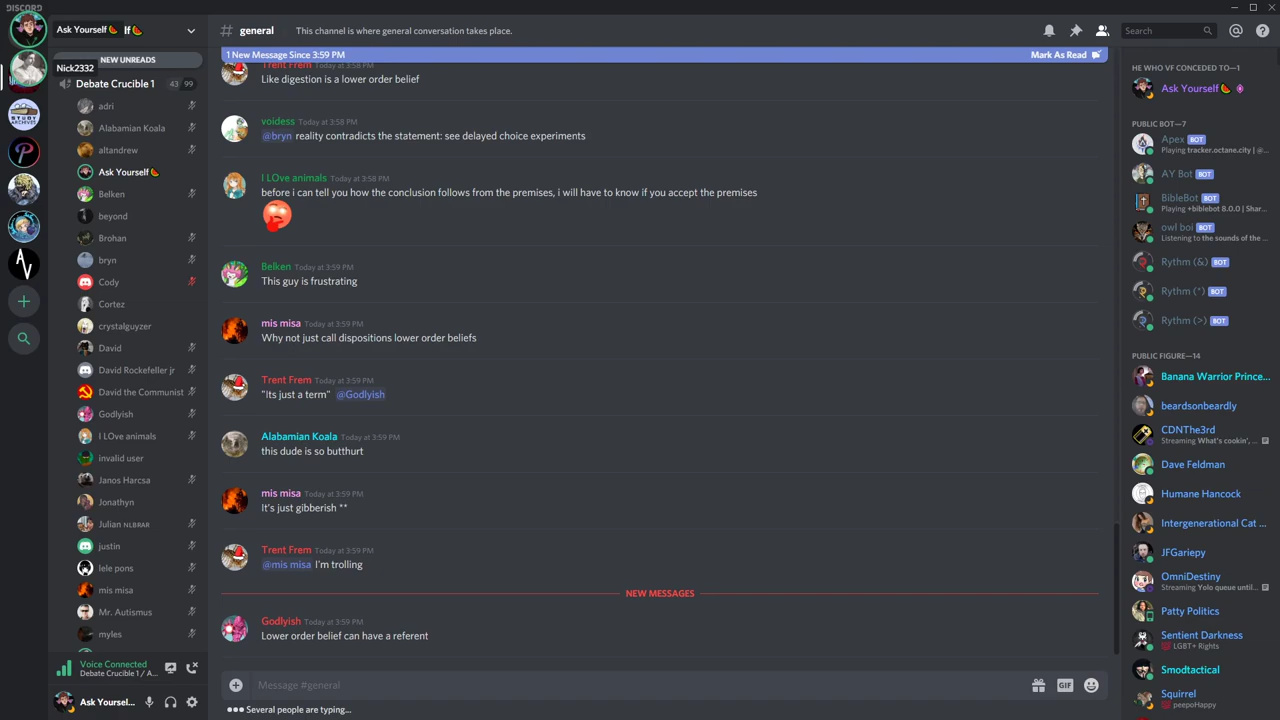 DISCORD
Ask Yourself🍉 If🍉
# general
This channel is where general conversation takes place.
Search
NEW UNREADS
Nick2332
Debate Crucible 1 43 99
adri
Alabamian Koala
altandrew
Ask Yourself🍉
Belken
beyond
Brohan
bryn
Cody
Cortez
crystalguyzer
David
David Rockefeller jr
David the Communist
Godlyish
I LOve animals
invalid user
Janos Harcsa
Jonathyn
Julian NLBRAR
justin
lele pons
mis misa
Mr. Autismus
myles
Voice Connected
Debate Crucible 1 / A...
Ask Yoursel...
1 New Message Since 3:59 PM
Mark As Read
Trent Frem Today at 3:58 PM
Like digestion is a lower order belief
voidess Today at 3:58 PM
@bryn reality contradicts the statement: see delayed choice experiments
I LOve animals Today at 3:58 PM
before i can tell you how the conclusion follows from the premises, i will have to know if you accept the premises
Belken Today at 3:59 PM
This guy is frustrating
mis misa Today at 3:59 PM
Why not just call dispositions lower order beliefs
Trent Frem Today at 3:59 PM
"Its just a term" @Godlyish
Alabamian Koala Today at 3:59 PM
this dude is so butthurt
mis misa Today at 3:59 PM
It's just gibberish **
Trent Frem Today at 3:59 PM
@mis misa I'm trolling
NEW MESSAGES
Godlyish Today at 3:59 PM
Lower order belief can have a referent
Message #general
GIF
Several people are typing...
HE WHO VF CONCEDED TO—1
Ask Yourself🍉
PUBLIC BOT—7
Apex BOT
Playing tracker.octane.city | @...
AY Bot BOT
BibleBot BOT
Playing +biblebot 8.0.0 | Shar...
owl boi BOT
Listening to the sounds of the ...
Rythm (&) BOT
Rythm (*) BOT
Rythm (>) BOT
PUBLIC FIGURE—14
Banana Warrior Prince...
beardsonbeardly
CDNThe3rd
Streaming What's cookin', ...
Dave Feldman
Humane Hancock
Intergenerational Cat ...
JFGariepy
OmniDestiny
Streaming Yolo queue until...
Patty Politics
Sentient Darkness
LGBT+ Rights
Smodtactical
Squirrel
peepoHappy